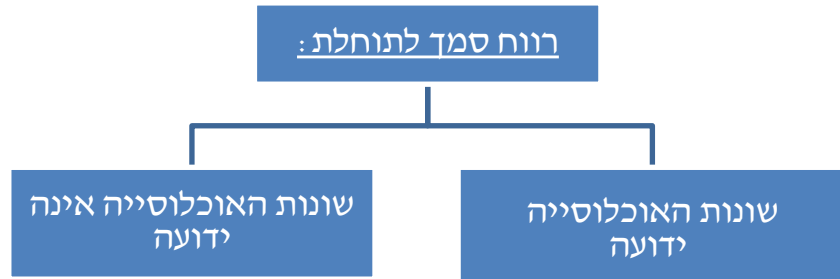 רווח סמך לתוחלת :
שונות האוכלוסייה
ידועה
שונות האוכלוסייה אינה
ידועה